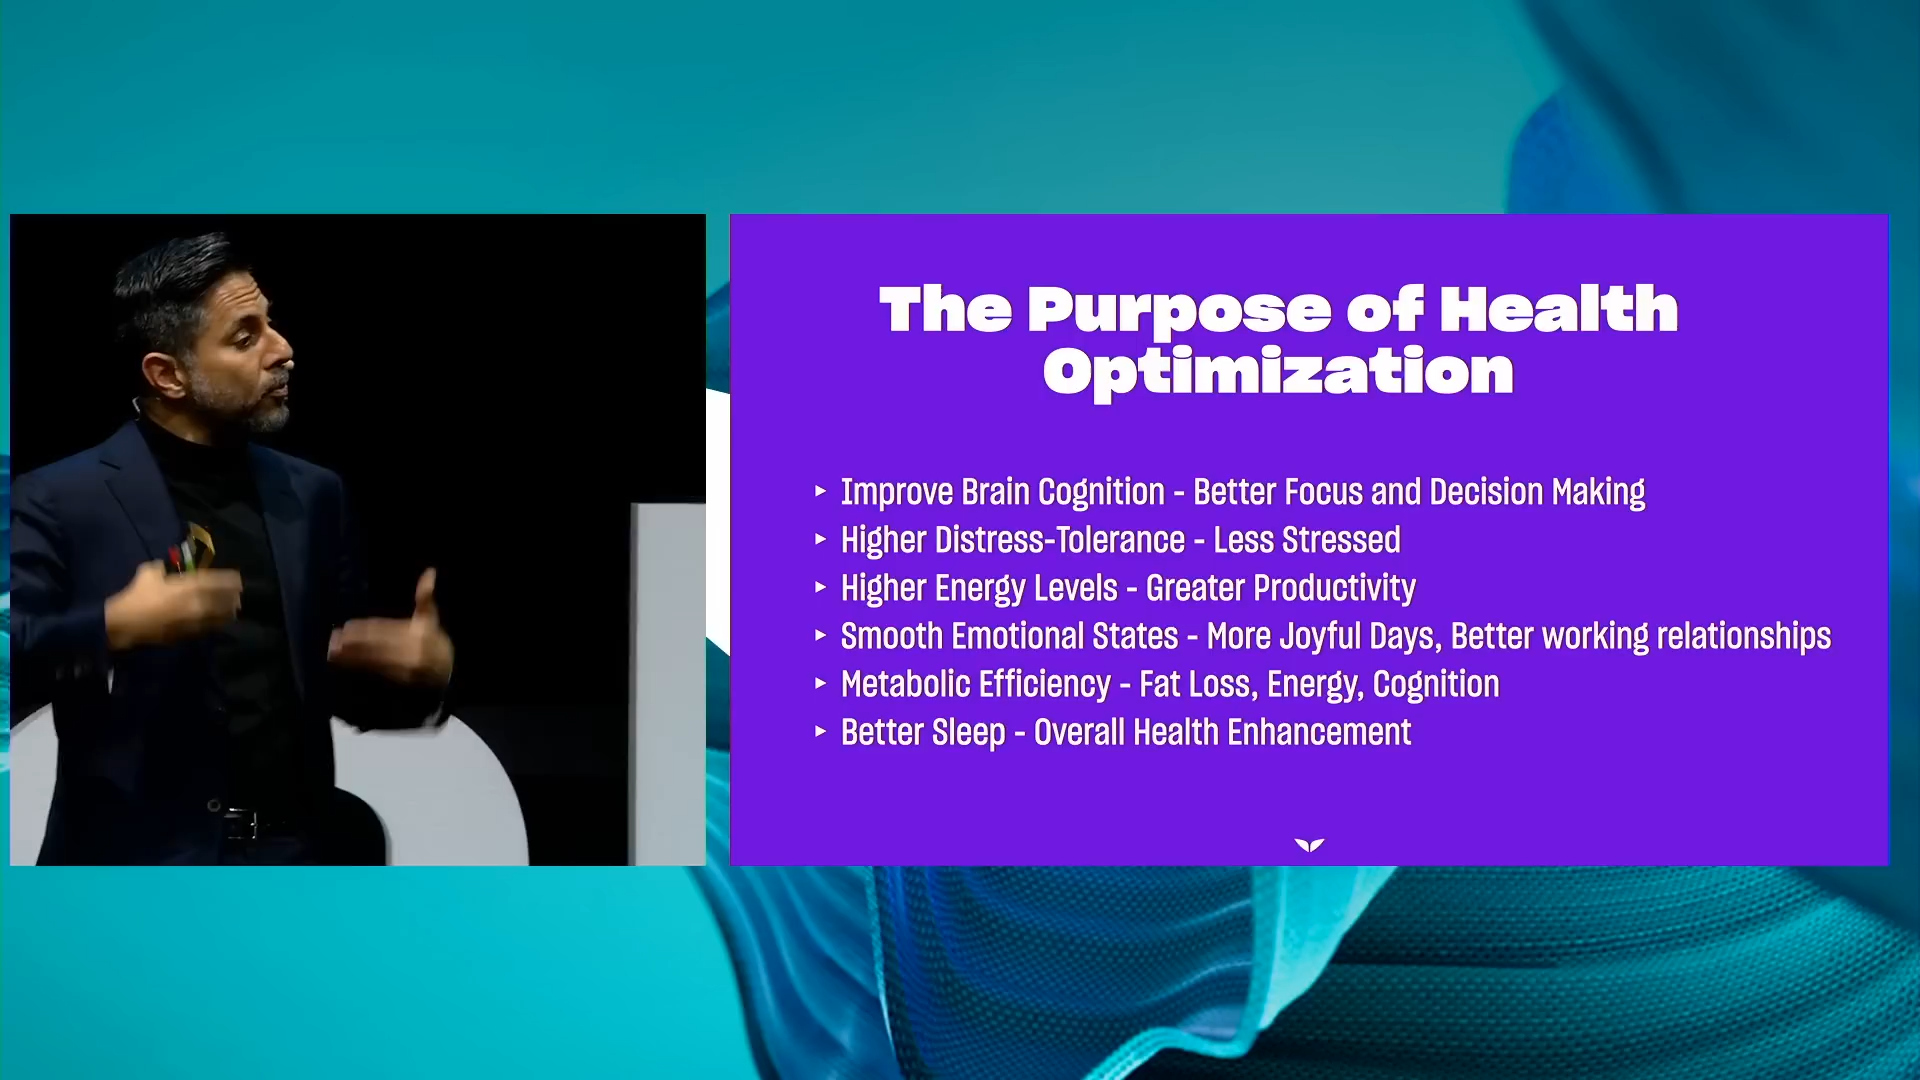 The Purpose of Health
Optimization
▸ Improve Brain Cognition - Better Focus and Decision Making
▸ Higher Distress-Tolerance - Less Stressed
▸ Higher Energy Levels - Greater Productivity
▸ Smooth Emotional States - More Joyful Days, Better working relationships
▸ Metabolic Efficiency - Fat Loss, Energy, Cognition
▸ Better Sleep - Overall Health Enhancement